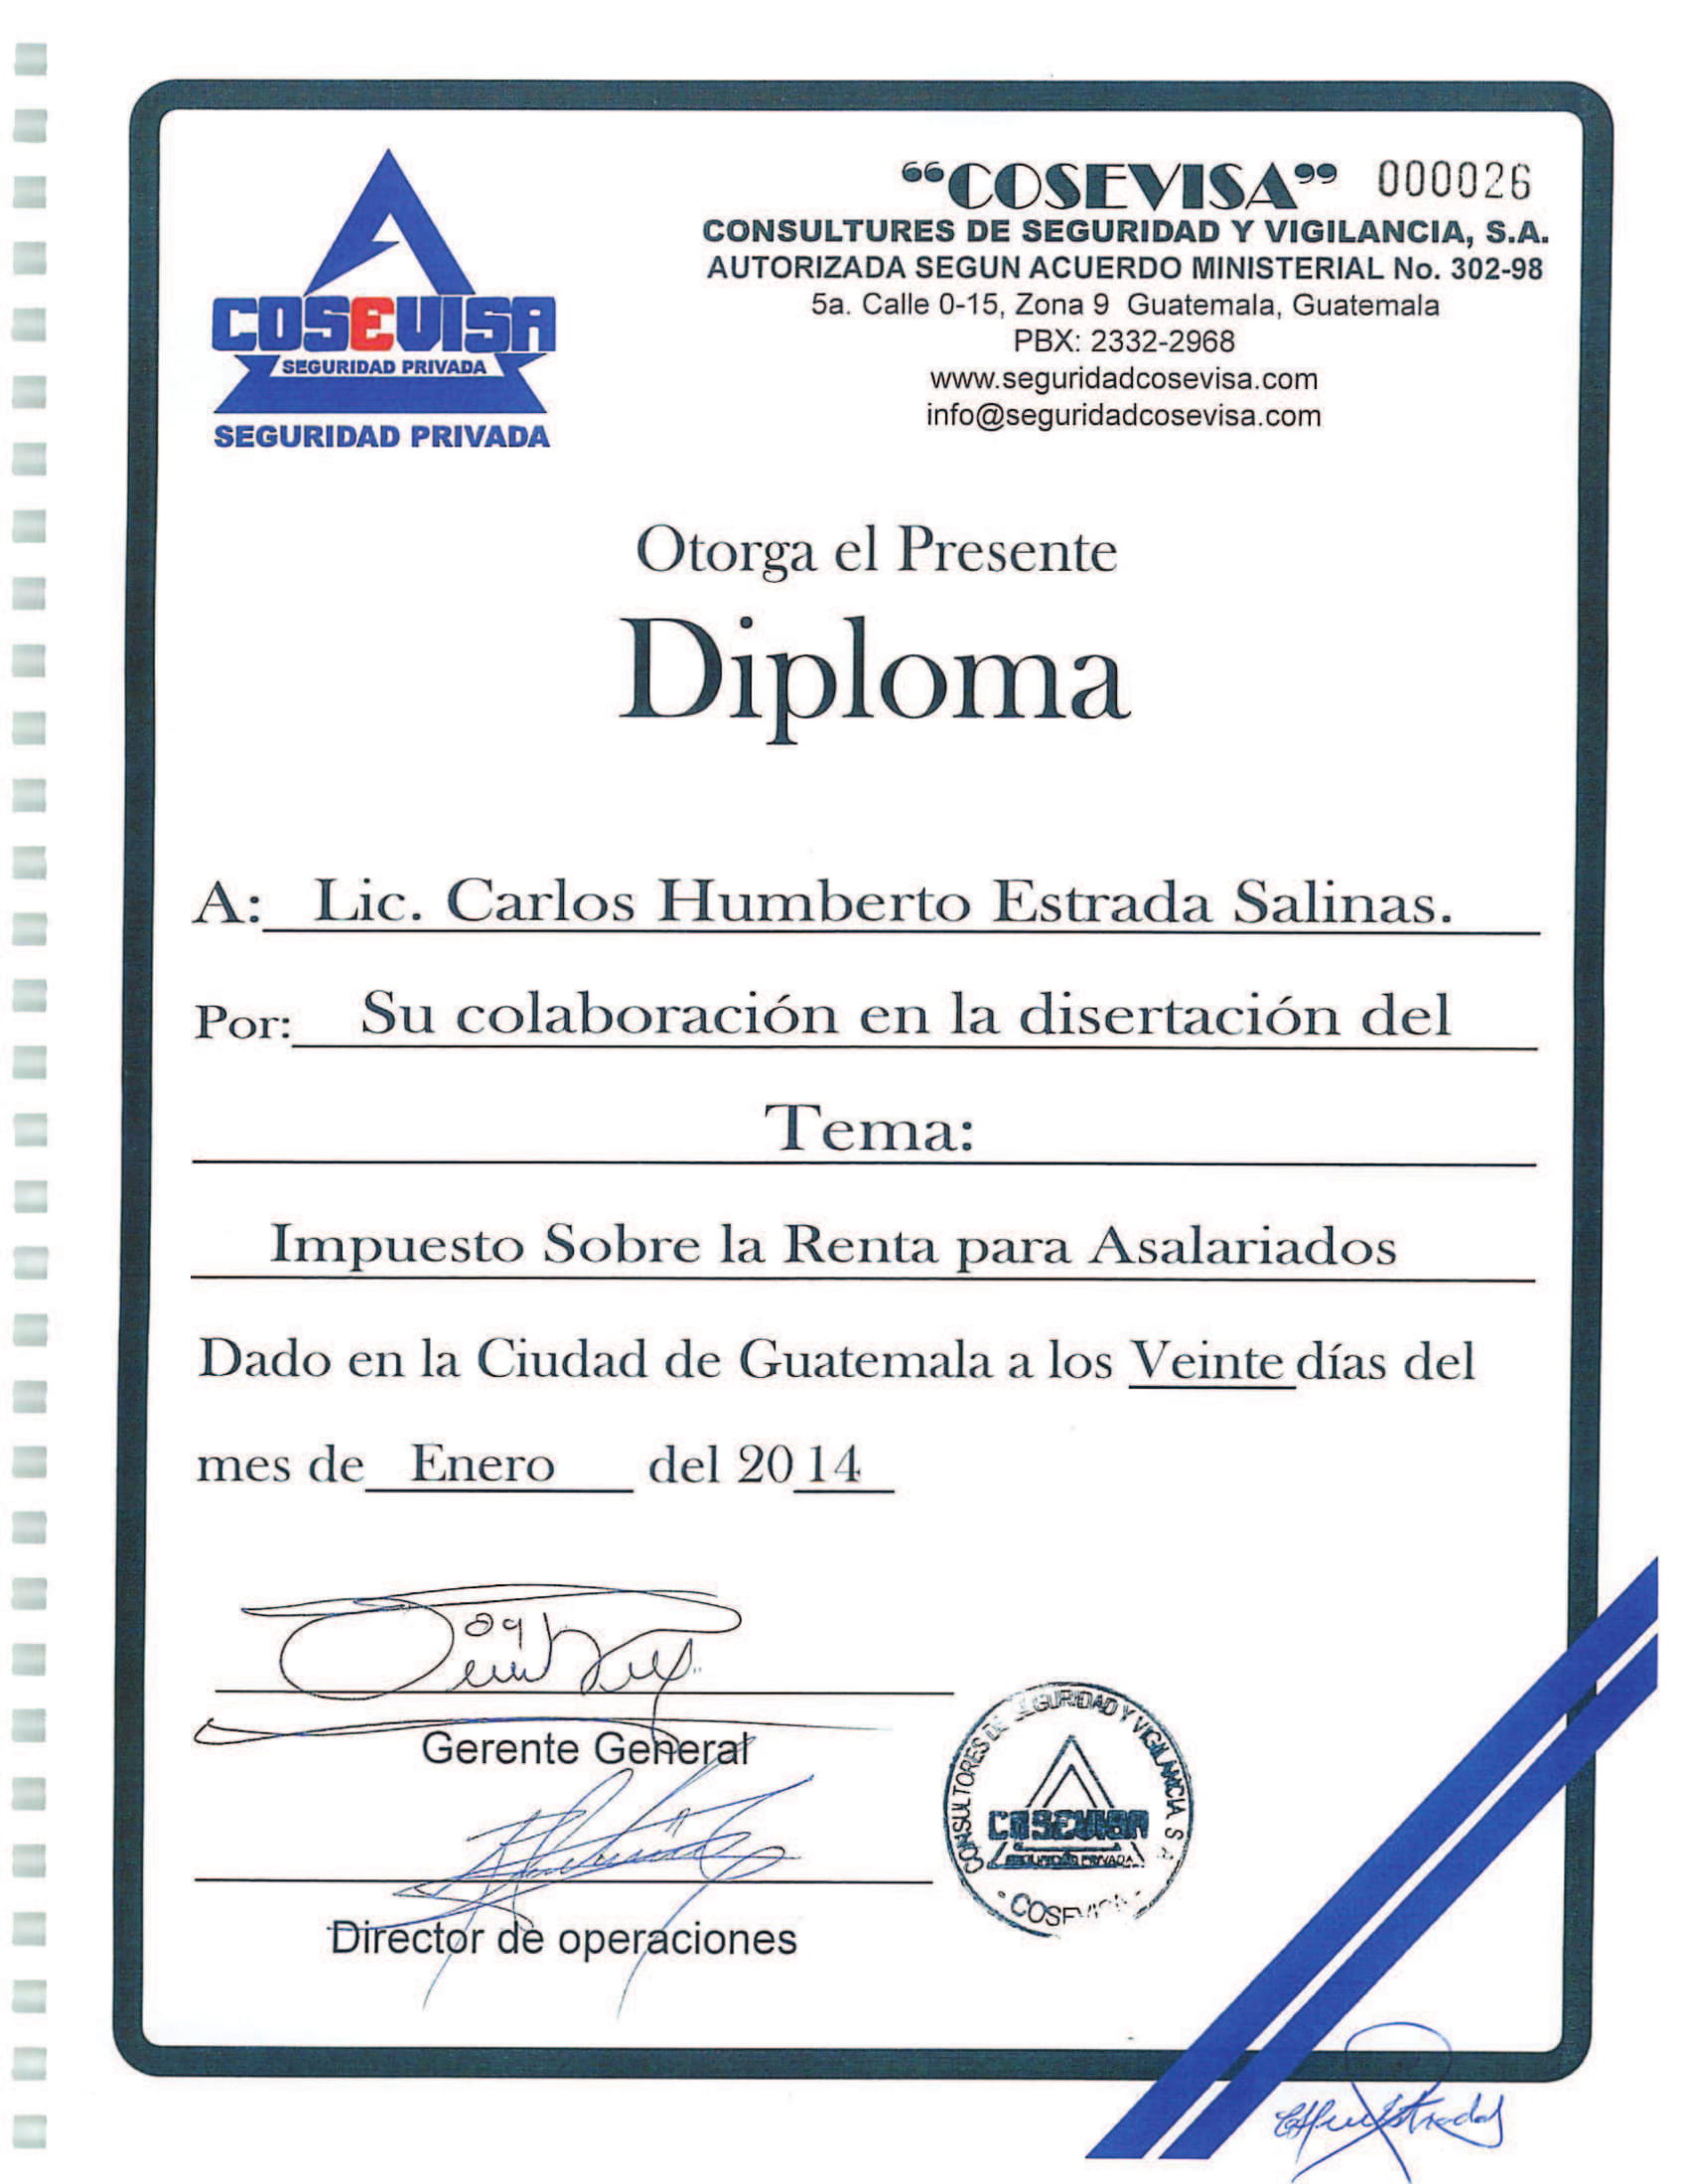 “COSEVISA” 000026
CONSULTURES DE SEGURIDAD Y VIGILANCIA, S.A.
AUTORIZADA SEGUN ACUERDO MINISTERIAL No. 302-98
5a. Calle 0-15, Zona 9 Guatemala, Guatemala
PBX: 2332-2968
www.seguridadcosevisa.com
info@seguridadcosevisa.com
COSEVISA
SEGURIDAD PRIVADA
SEGURIDAD PRIVADA
Otorga el Presente
Diploma
A: Lic. Carlos Humberto Estrada Salinas.
Por: Su colaboración en la disertación del
Tema:
Impuesto Sobre la Renta para Asalariados
Dado en la Ciudad de Guatemala a los Veinte días del
mes de Enero del 2014
Gerente General
Director de operaciones
CONSULTORES DE SEGURIDAD Y VIGILANCIA S A
COSEVISA
SEGURIDAD PRIVADA
COSEVISA